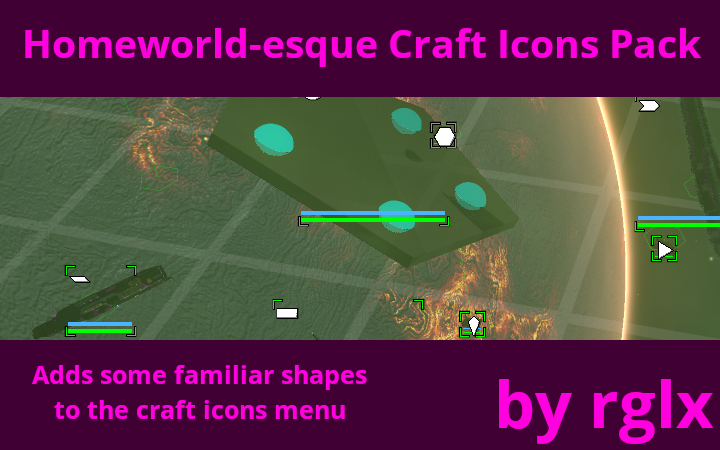 Homeworld-esque Craft Icons Pack
Adds some familiar shapes
to the craft icons menu
by rglx